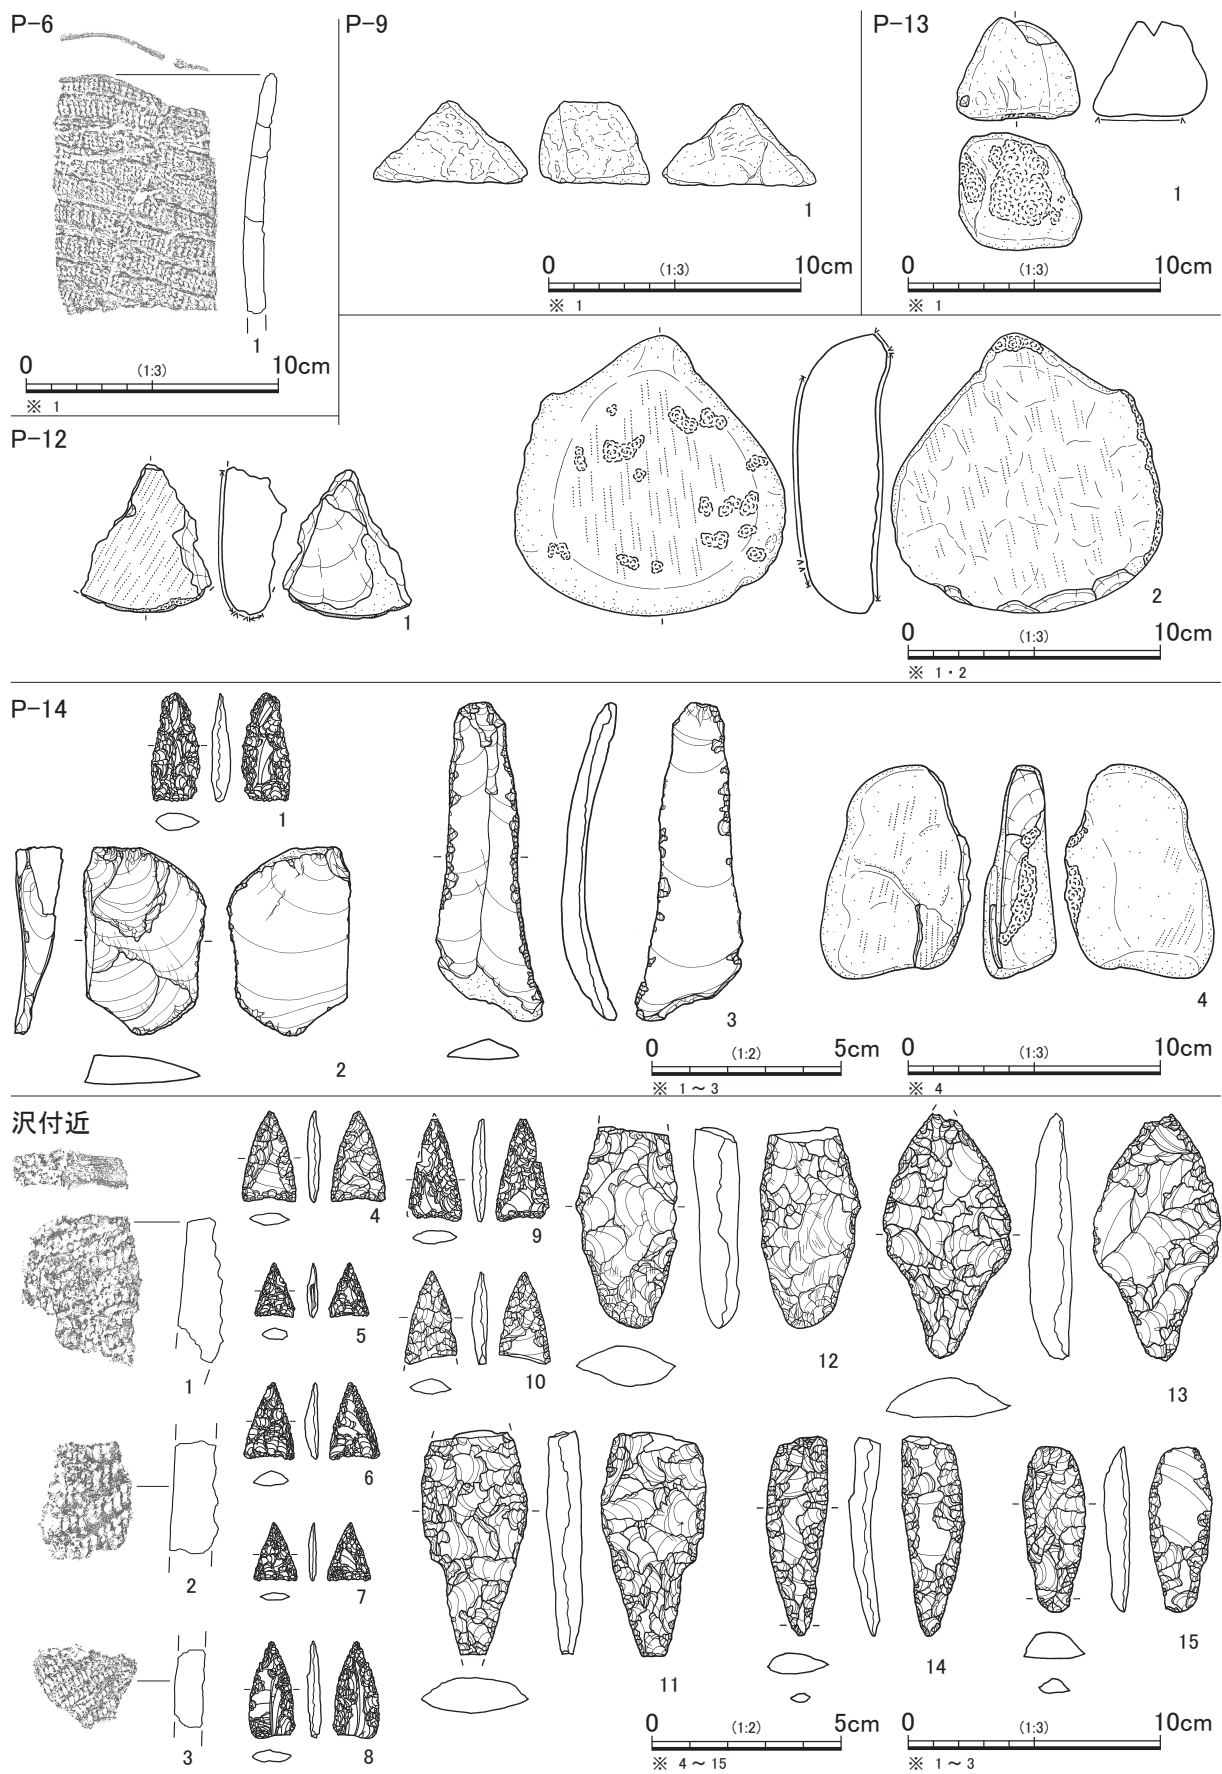 P-6
1
0 (1:3) 10cm
※ 1
P-9
1
0 (1:3) 10cm
※ 1
P-13
1
0 (1:3) 10cm
※ 1
P-12
1
2
0 (1:3) 10cm
※ 1・2
P-14
1
2
3
4
0 (1:2) 5cm
※ 1～3
0 (1:3) 10cm
※ 4
沢付近
1
2
3
4
5
6
7
8
9
10
11
12
13
14
15
0 (1:2) 5cm
※ 4～15
0 (1:3) 10cm
※ 1～3